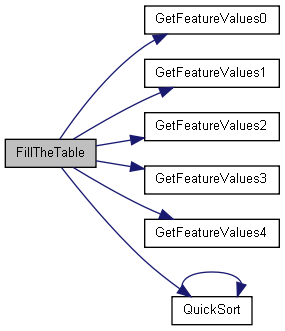 GetFeatureValues0
GetFeatureValues1
GetFeatureValues2
FillTheTable
GetFeatureValues3
GetFeatureValues4
QuickSort